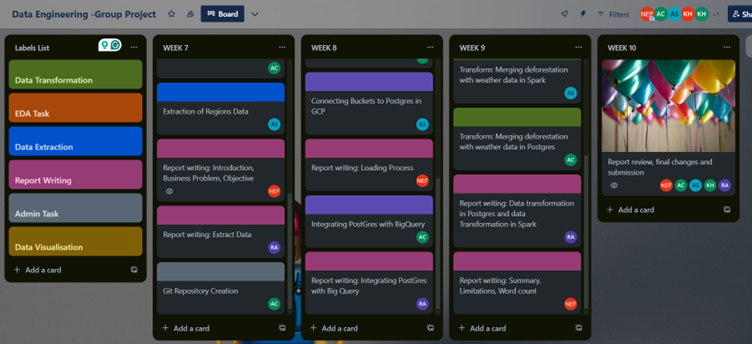 Data Engineering -Group Project
Board
Filters
NEF
AC
AS
KH
KH
+1
Sha
Labels List
Data Transformation
EDA Task
Data Extraction
Report Writing
Admin Task
Data Visualisation
+ Add a card
WEEK 7
AC
Extraction of Regions Data
AS
Report writing: Introduction,
Business Problem, Objective
NEF
Report writing: Extract Data
RA
Git Repository Creation
AC
+ Add a card
WEEK 8
Connecting Buckets to Postgres in
GCP
AS
Report writing: Loading Process
NEF
Integrating PostGres with BigQuery
AC
Report writing: Integrating PostGres
with Big Query
RA
+ Add a card
WEEK 9
Transform: Merging deforestation
with weather data in Spark
AS
Transform: Merging deforestation
with weather data in Postgres
AC
Report writing: Data transformation
in Postgres and data
Transformation in Spark
RA
Report writing: Summary,
Limitations, Word count
NEF
+ Add a card
WEEK 10
Report review, final changes and
submission
NEF
AC
AS
KH
RA
+ Add a card